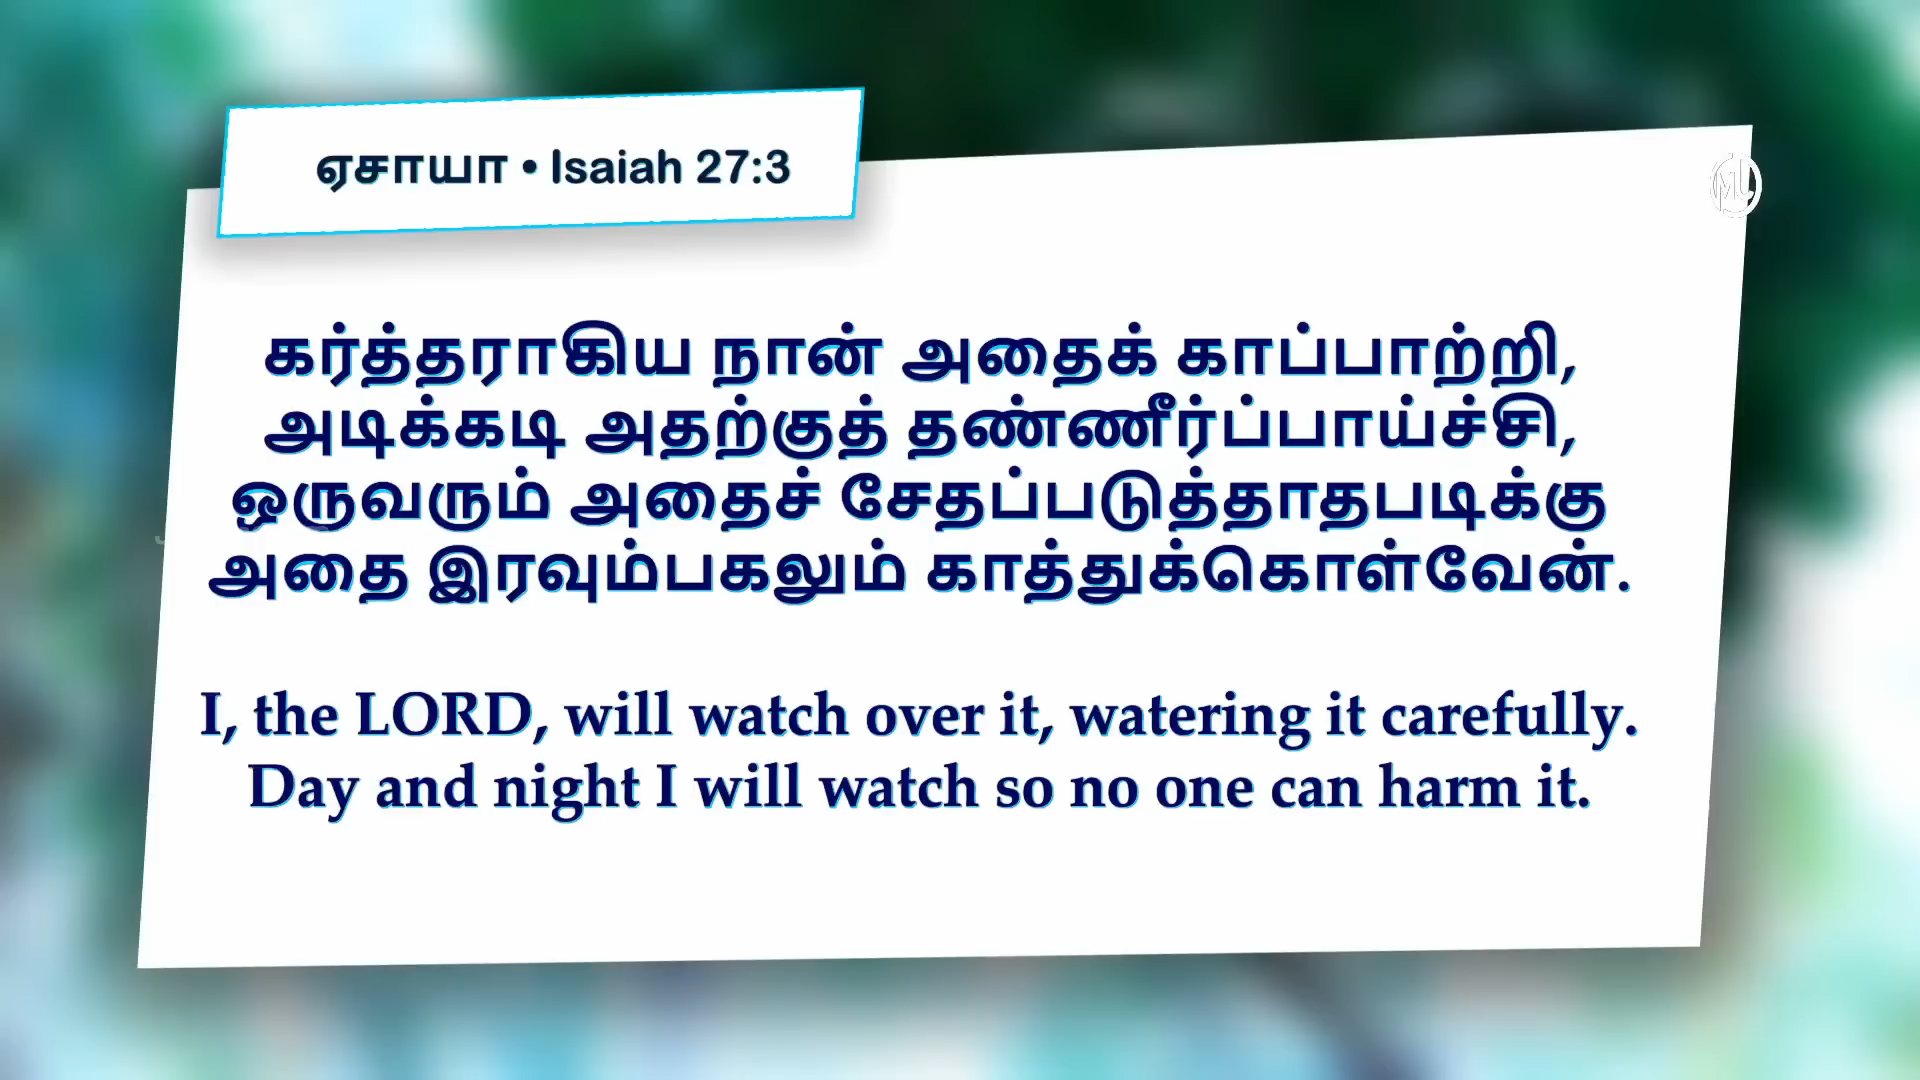 ஏசாயா • Isaiah 27:3
கர்த்தராகிய நான் அதைக் காப்பாற்றி,
அடிக்கடி அதற்குத் தண்ணீர்ப்பாய்ச்சி,
ஒருவரும் அதைச் சேதப்படுத்தாதபடிக்கு
அதை இரவும்பகலும் காத்துக்கொள்வேன்.
I, the LORD, will watch over it, watering it carefully.
Day and night I will watch so no one can harm it.